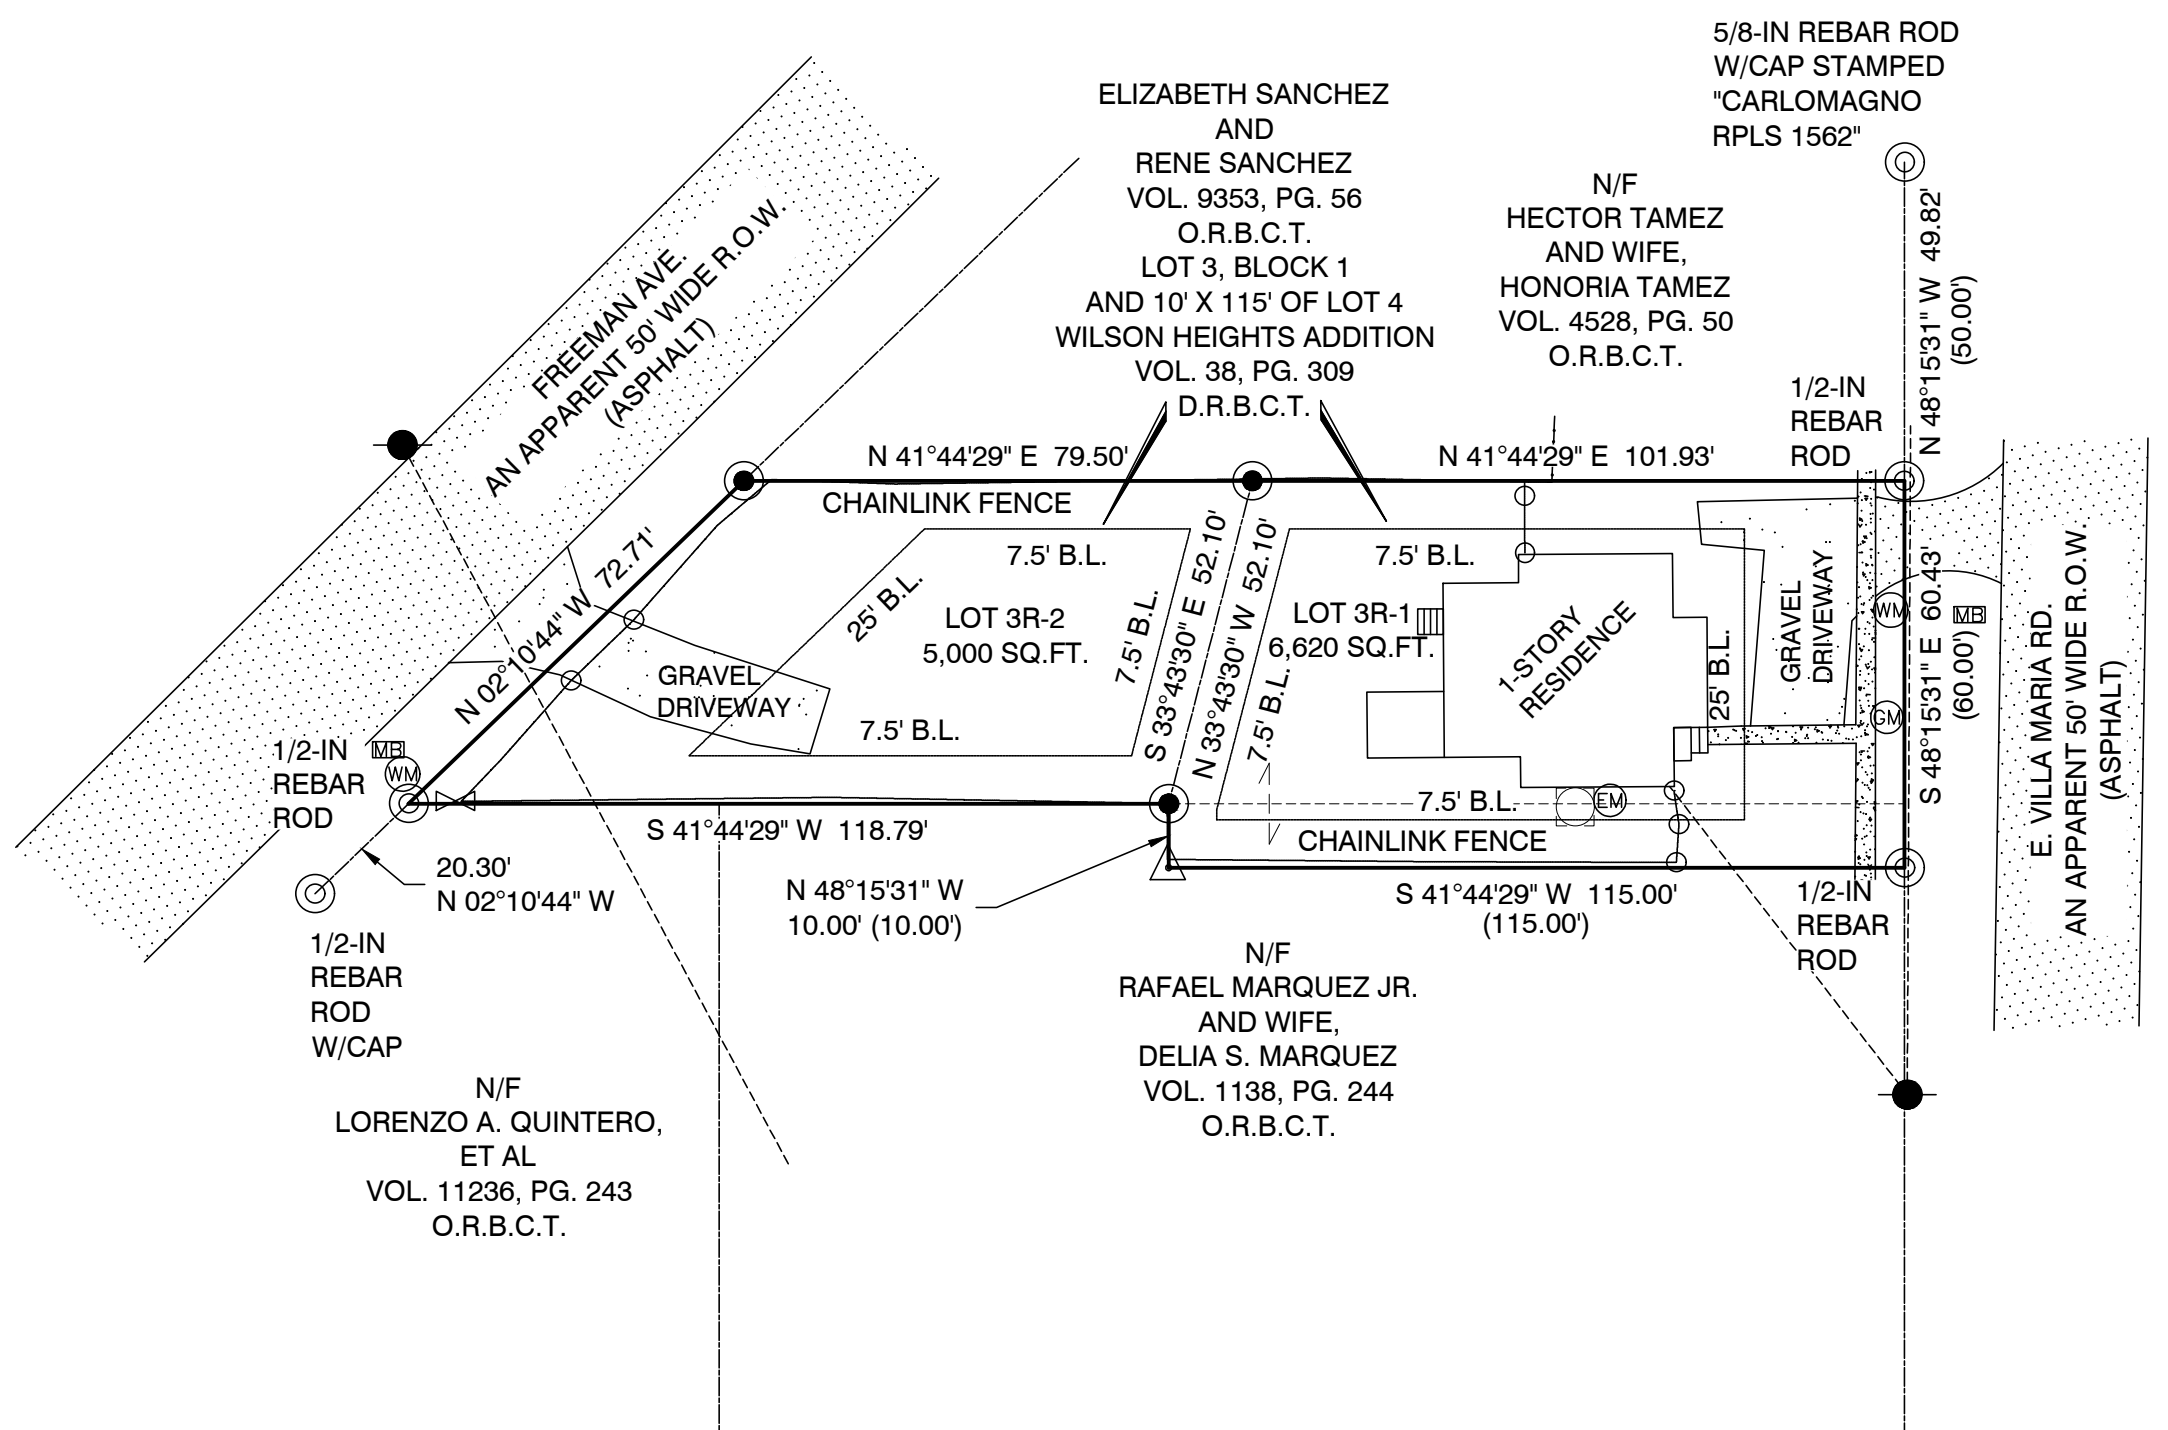 5/8-IN REBAR ROD
W/CAP STAMPED
"CARLOMAGNO
RPLS 1562"
ELIZABETH SANCHEZ
AND
RENE SANCHEZ
VOL. 9353, PG. 56
O.R.B.C.T.
LOT 3, BLOCK 1
AND 10' X 115' OF LOT 4
WILSON HEIGHTS ADDITION
VOL. 38, PG. 309
D.R.B.C.T.
N/F
HECTOR TAMEZ
AND WIFE,
HONORIA TAMEZ
VOL. 4528, PG. 50
O.R.B.C.T.
N 48°15'31" W 49.82'
(50.00')
FREEMAN AVE.
AN APPARENT 50' WIDE R.O.W.
(ASPHALT)
1/2-IN
REBAR
ROD
N 41°44'29" E 79.50'
N 41°44'29" E 101.93'
CHAINLINK FENCE
N 02°10'44" W 72.71'
25' B.L.
7.5' B.L.
LOT 3R-2
5,000 SQ.FT.
7.5' B.L.
S 33°43'30" E 52.10'
N 33°43'30" W 52.10'
7.5' B.L.
7.5' B.L.
LOT 3R-1
6,620 SQ.FT.
1-STORY
RESIDENCE
25' B.L.
GRAVEL
DRIVEWAY
WM
MB
GM
S 48°15'31" E 60.43'
(60.00')
E. VILLA MARIA RD.
AN APPARENT 50' WIDE R.O.W.
(ASPHALT)
GRAVEL
DRIVEWAY
7.5' B.L.
MB
WM
1/2-IN
REBAR
ROD
7.5' B.L.
EM
S 41°44'29" W 118.79'
CHAINLINK FENCE
20.30'
N 02°10'44" W
N 48°15'31" W
10.00' (10.00')
S 41°44'29" W 115.00'
(115.00')
1/2-IN
REBAR
ROD
1/2-IN
REBAR
ROD
W/CAP
N/F
RAFAEL MARQUEZ JR.
AND WIFE,
DELIA S. MARQUEZ
VOL. 1138, PG. 244
O.R.B.C.T.
N/F
LORENZO A. QUINTERO,
ET AL
VOL. 11236, PG. 243
O.R.B.C.T.